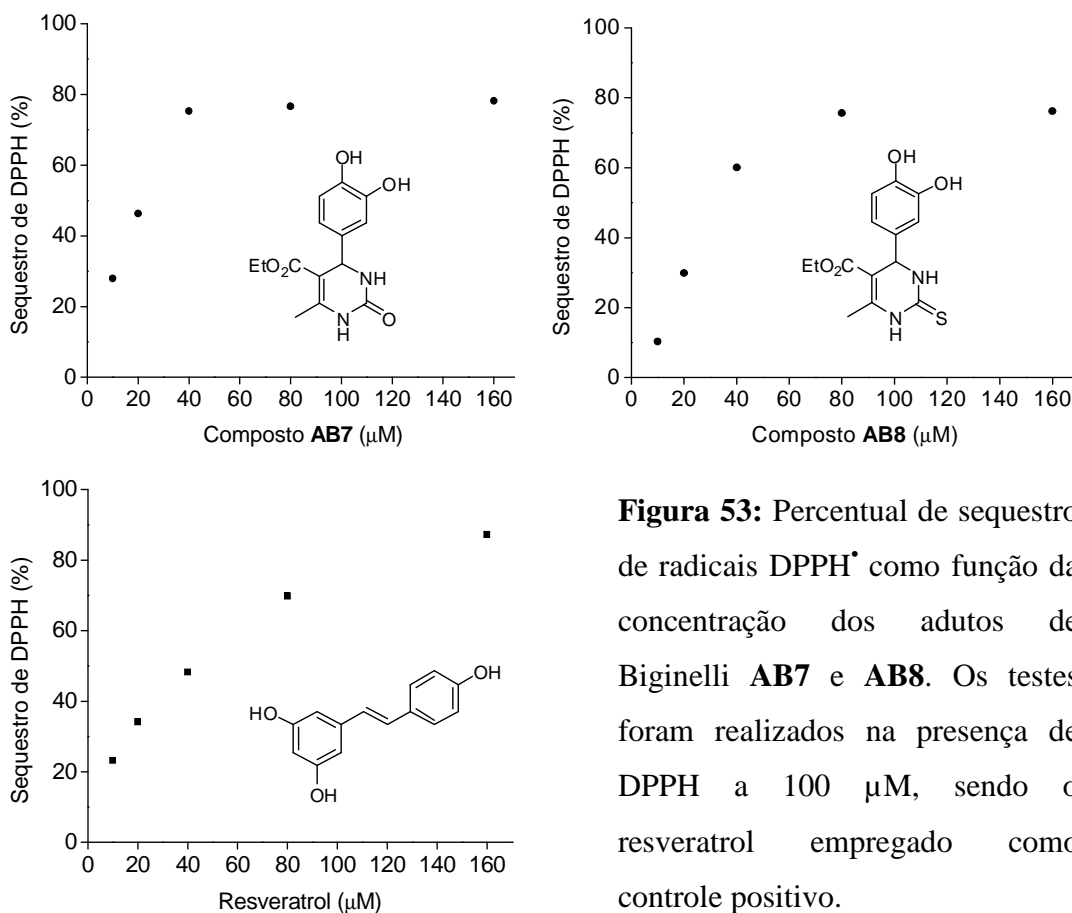 100
80
60
40
20
0
Sequestro de DPPH (%)
OH
OH
EtO₂C
NH
N
H
O
0 20 40 60 80 100 120 140 160
Composto AB7 (µM)
100
80
60
40
20
0
Sequestro de DPPH (%)
OH
OH
EtO₂C
NH
N
H
S
0 20 40 60 80 100 120 140 160
Composto AB8 (µM)
100
80
60
40
20
0
Sequestro de DPPH (%)
OH
HO
OH
0 20 40 60 80 100 120 140 160
Resveratrol (µM)
Figura 53: Percentual de sequestro
de radicais DPPH• como função da
concentração dos adutos de
Biginelli AB7 e AB8. Os testes
foram realizados na presença de
DPPH a 100 µM, sendo o
resveratrol empregado como
controle positivo.